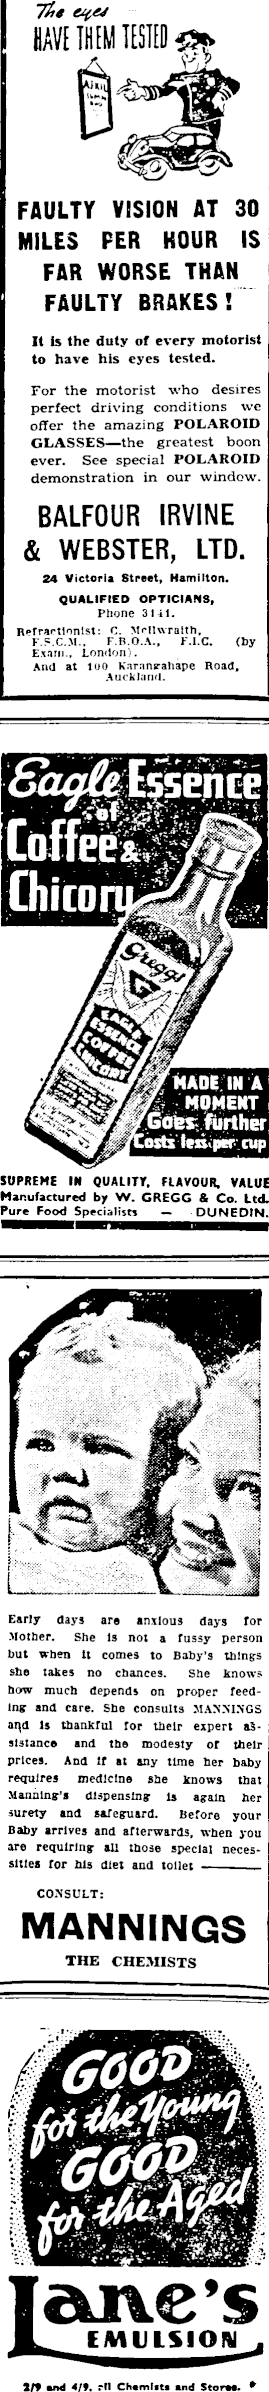 The eyes
HAVE THEM TESTED
FAULTY VISION AT 30
MILES PER HOUR IS
FAR WORSE THAN
FAULTY BRAKES!
It is the duty of every motorist
to have his eyes tested.
For the motorist who desires
perfect driving conditions we
offer the amazing POLAROID
GLASSES—the greatest boon
ever. See special POLAROID
demonstration in our window.
BALFOUR IRVINE
& WEBSTER, LTD.
24 Victoria Street, Hamilton.
QUALIFIED OPTICIANS,
Phone 3141.
Refractionist: C. McIlwraith,
F.S.C.M., F.B.O.A., F.I.C. (by
Exam., London).
And at 100 Karangahape Road,
Auckland.
Eagle Essence
of
Coffee &
Chicory
Greggs
G
EAGLE
ESSENCE
COFFEE
CHICORY
MADE IN A
MOMENT
Goes further
Costs less per cup
SUPREME IN QUALITY, FLAVOUR, VALUE
Manufactured by W. GREGG & Co. Ltd.
Pure Food Specialists — DUNEDIN.
Early days are anxious days for
Mother. She is not a fussy person
but when it comes to Baby's things
she takes no chances. She knows
how much depends on proper feed-
ing and care. She consults MANNINGS
and is thankful for their expert as-
sistance and the modesty of their
prices. And if at any time her baby
requires medicine she knows that
Manning's dispensing is again her
surety and safeguard. Before your
Baby arrives and afterwards, when you
are requiring all those special neces-
sities for his diet and toilet ———
CONSULT:
MANNINGS
THE CHEMISTS
GOOD
for the Young
GOOD
for the Aged
Lane's
EMULSION
2/9 and 4/9, all Chemists and Stores.